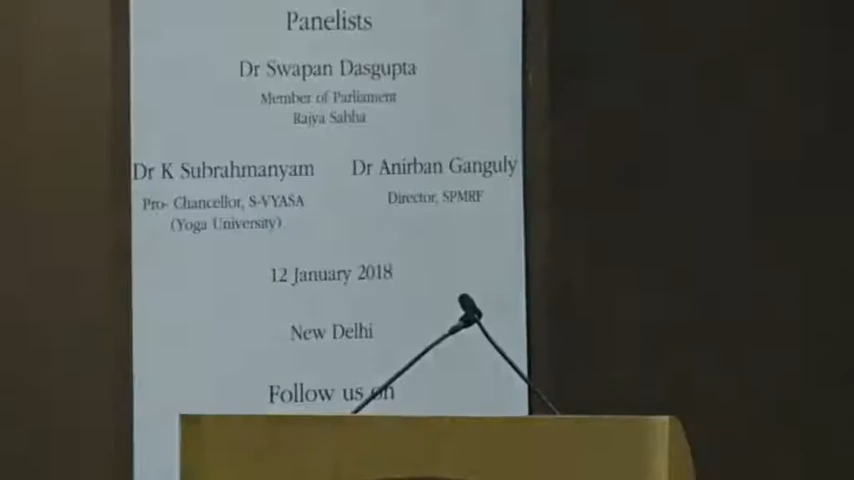 Panelists
Dr Swapan Dasgupta
Member of Parliament
Rajya Sabha
Dr K Subrahmanyam
Dr Anirban Ganguly
Pro- Chancellor, S-VYASA
(Yoga University)
Director, SPMRF
12 January 2018
New Delhi
Follow us on